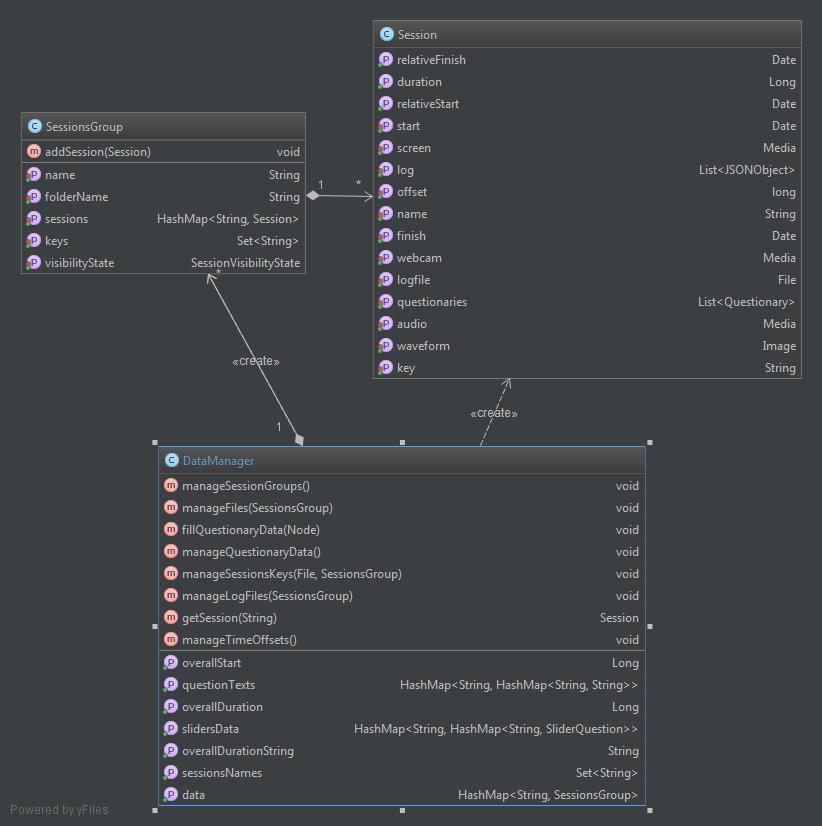 C Session
P relativeFinish Date
P duration Long
P relativeStart Date
P start Date
P screen Media
P log List<JSONObject>
P offset long
P name String
P finish Date
P webcam Media
P logfile File
P questionaries List<Questionary>
P audio Media
P waveform Image
P key String
C SessionsGroup
m addSession(Session) void
P name String
P folderName String
P sessions HashMap<String, Session>
P keys Set<String>
P visibilityState SessionVisibilityState
1 *
*
«create»
1
«create»
C DataManager
m manageSessionGroups() void
m manageFiles(SessionsGroup) void
m fillQuestionaryData(Node) void
m manageQuestionaryData() void
m manageSessionsKeys(File, SessionsGroup) void
m manageLogFiles(SessionsGroup) void
m getSession(String) Session
m manageTimeOffsets() void
P overallStart Long
P questionTexts HashMap<String, HashMap<String, String>>
P overallDuration Long
P slidersData HashMap<String, HashMap<String, SliderQuestion>>
P overallDurationString String
P sessionsNames Set<String>
P data HashMap<String, SessionsGroup>
Powered by yFiles